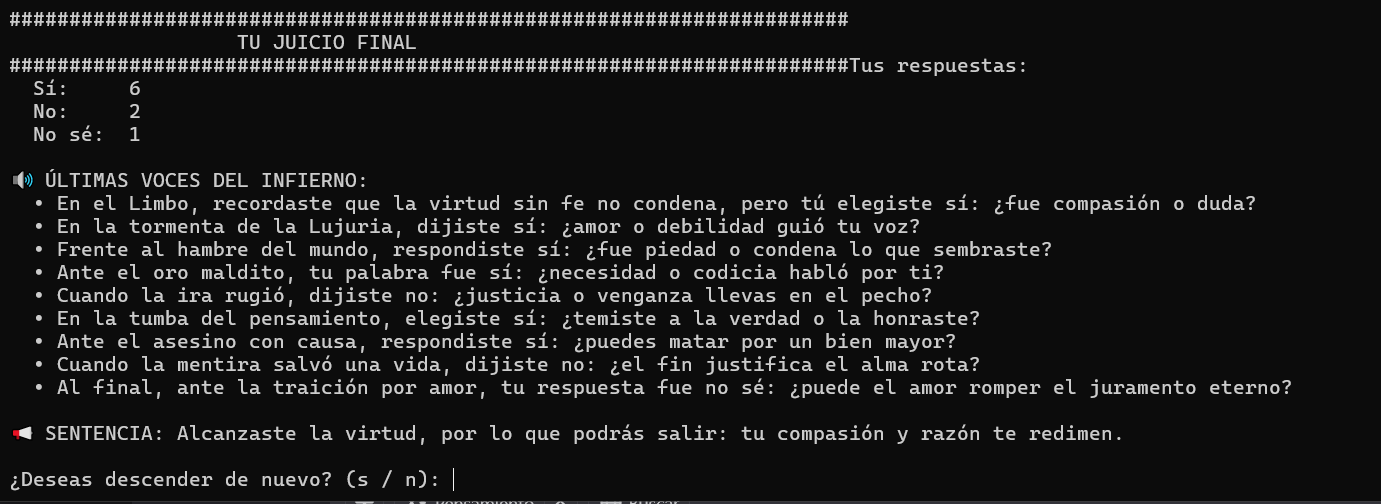 ######################################################################
TU JUICIO FINAL
######################################################################Tus respuestas:
Sí: 6
No: 2
No sé: 1
🔊 ÚLTIMAS VOCES DEL INFIERNO:
• En el Limbo, recordaste que la virtud sin fe no condena, pero tú elegiste sí: ¿fue compasión o duda?
• En la tormenta de la Lujuria, dijiste sí: ¿amor o debilidad guió tu voz?
• Frente al hambre del mundo, respondiste sí: ¿fue piedad o condena lo que sembraste?
• Ante el oro maldito, tu palabra fue sí: ¿necesidad o codicia habló por ti?
• Cuando la ira rugió, dijiste no: ¿justicia o venganza llevas en el pecho?
• En la tumba del pensamiento, elegiste sí: ¿temiste a la verdad o la honraste?
• Ante el asesino con causa, respondiste sí: ¿puedes matar por un bien mayor?
• Cuando la mentira salvó una vida, dijiste no: ¿el fin justifica el alma rota?
• Al final, ante la traición por amor, tu respuesta fue no sé: ¿puede el amor romper el juramento eterno?
📢 SENTENCIA: Alcanzaste la virtud, por lo que podrás salir: tu compasión y razón te redimen.
¿Deseas descender de nuevo? (s / n):